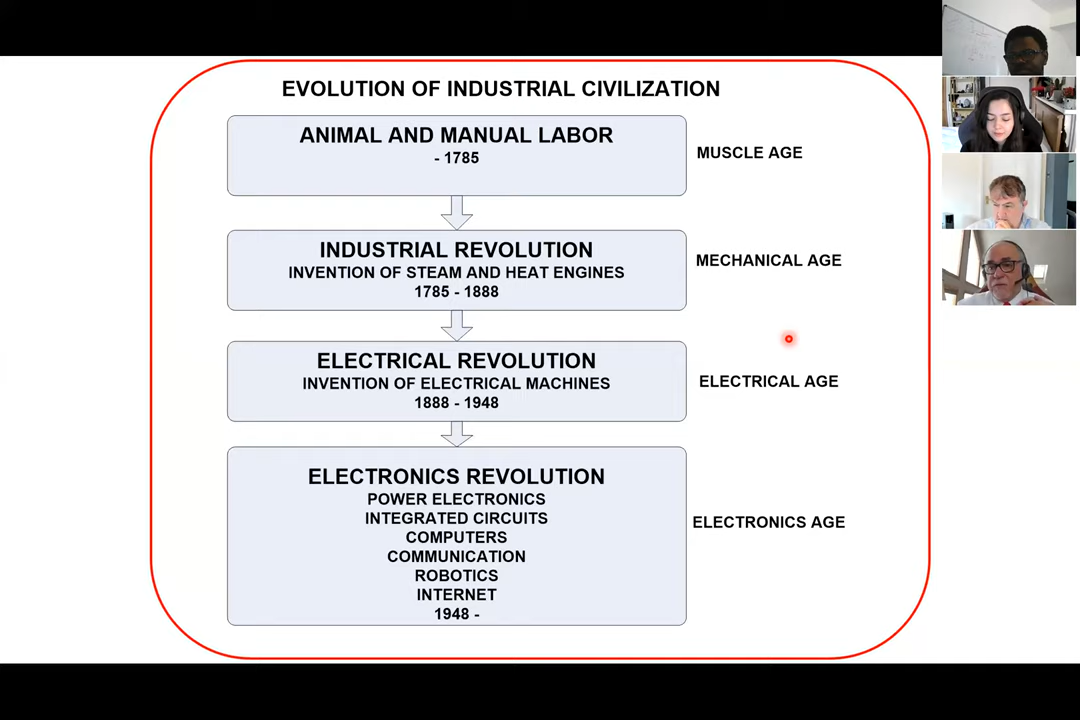 EVOLUTION OF INDUSTRIAL CIVILIZATION
ANIMAL AND MANUAL LABOR
- 1785
MUSCLE AGE
INDUSTRIAL REVOLUTION
INVENTION OF STEAM AND HEAT ENGINES
1785 - 1888
MECHANICAL AGE
ELECTRICAL REVOLUTION
INVENTION OF ELECTRICAL MACHINES
1888 - 1948
ELECTRICAL AGE
ELECTRONICS REVOLUTION
POWER ELECTRONICS
INTEGRATED CIRCUITS
COMPUTERS
COMMUNICATION
ROBOTICS
INTERNET
1948 -
ELECTRONICS AGE